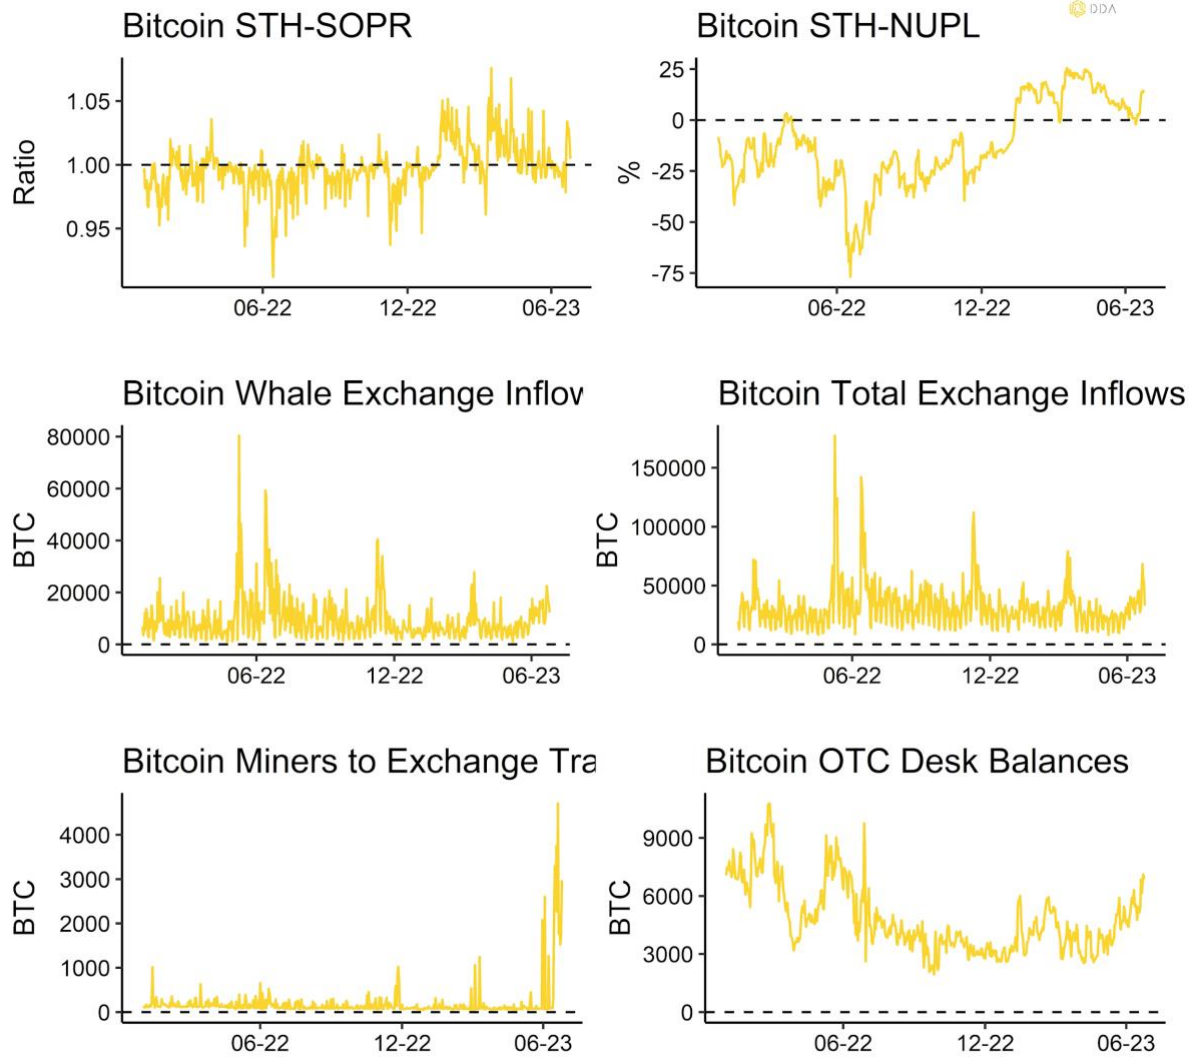 DDA
Bitcoin STH-SOPR
Ratio
1.05
1.00
0.95
06-22 12-22 06-23
Bitcoin STH-NUPL
%
25
0
-25
-50
-75
06-22 12-22 06-23
Bitcoin Whale Exchange Inflow
BTC
80000
60000
40000
20000
0
06-22 12-22 06-23
Bitcoin Total Exchange Inflows
BTC
150000
100000
50000
0
06-22 12-22 06-23
Bitcoin Miners to Exchange Tra
BTC
4000
3000
2000
1000
0
06-22 12-22 06-23
Bitcoin OTC Desk Balances
BTC
9000
6000
3000
0
06-22 12-22 06-23